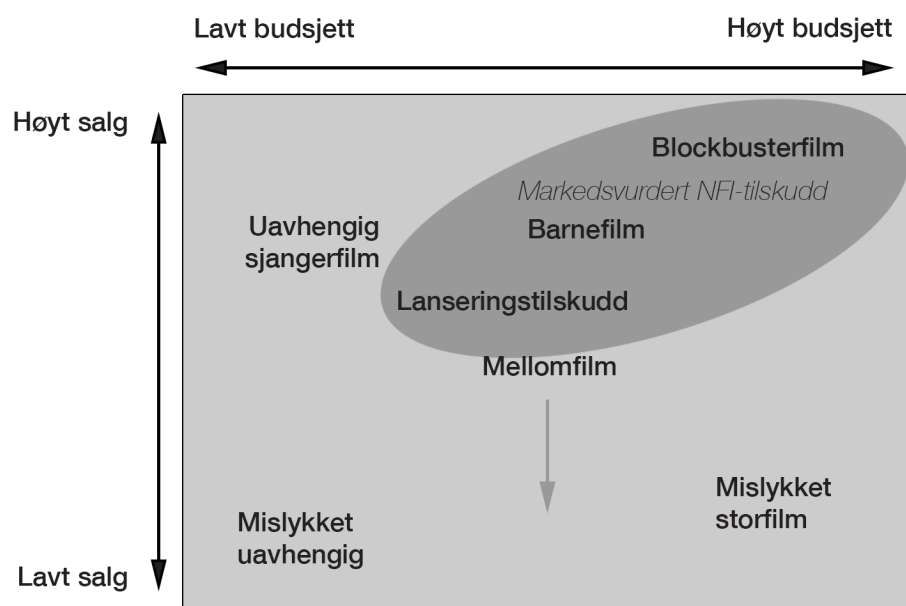 Lavt budsjett
Høyt budsjett
Høyt salg
Blockbusterfilm
Markedsvurdert NFI-tilskudd
Uavhengig
sjangerfilm
Barnefilm
Lanseringstilskudd
Mellomfilm
Mislykket
storfilm
Mislykket
uavhengig
Lavt salg